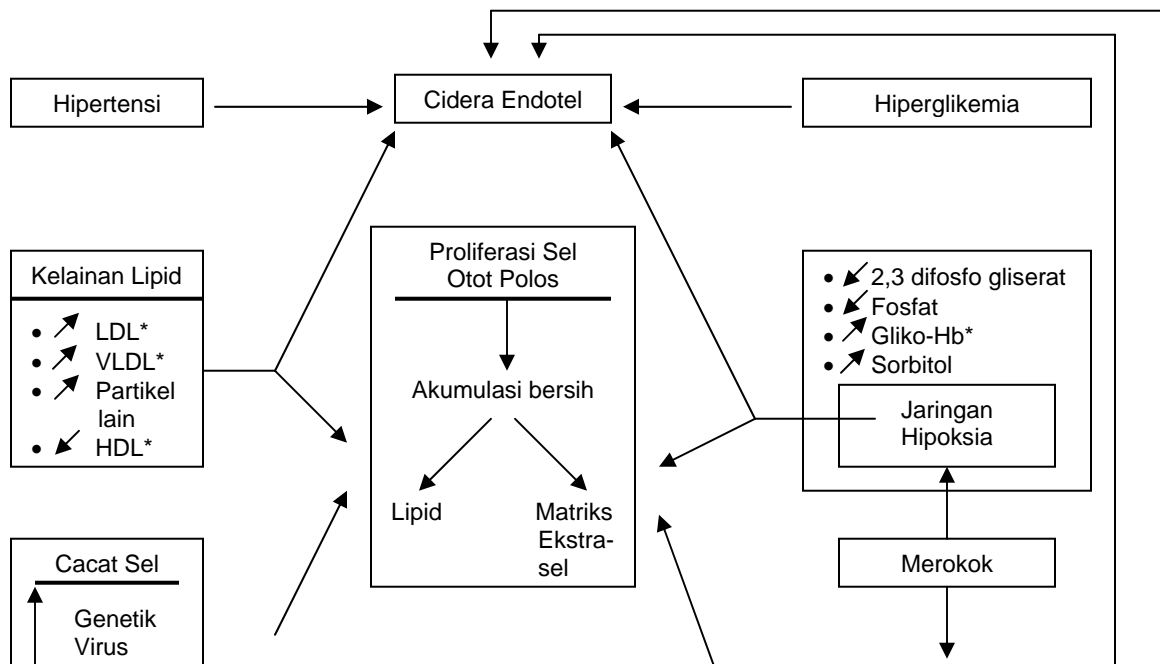 Hipertensi
Cidera Endotel
Hiperglikemia
Kelainan Lipid
• LDL*
• VLDL*
• Partikel
lain
• HDL*
Proliferasi Sel
Otot Polos
Akumulasi bersih
Lipid
Matriks
Ekstra-
sel
• 2,3 difosfo gliserat
• Fosfat
• Gliko-Hb*
• Sorbitol
Jaringan
Hipoksia
Cacat Sel
Genetik
Virus
Merokok